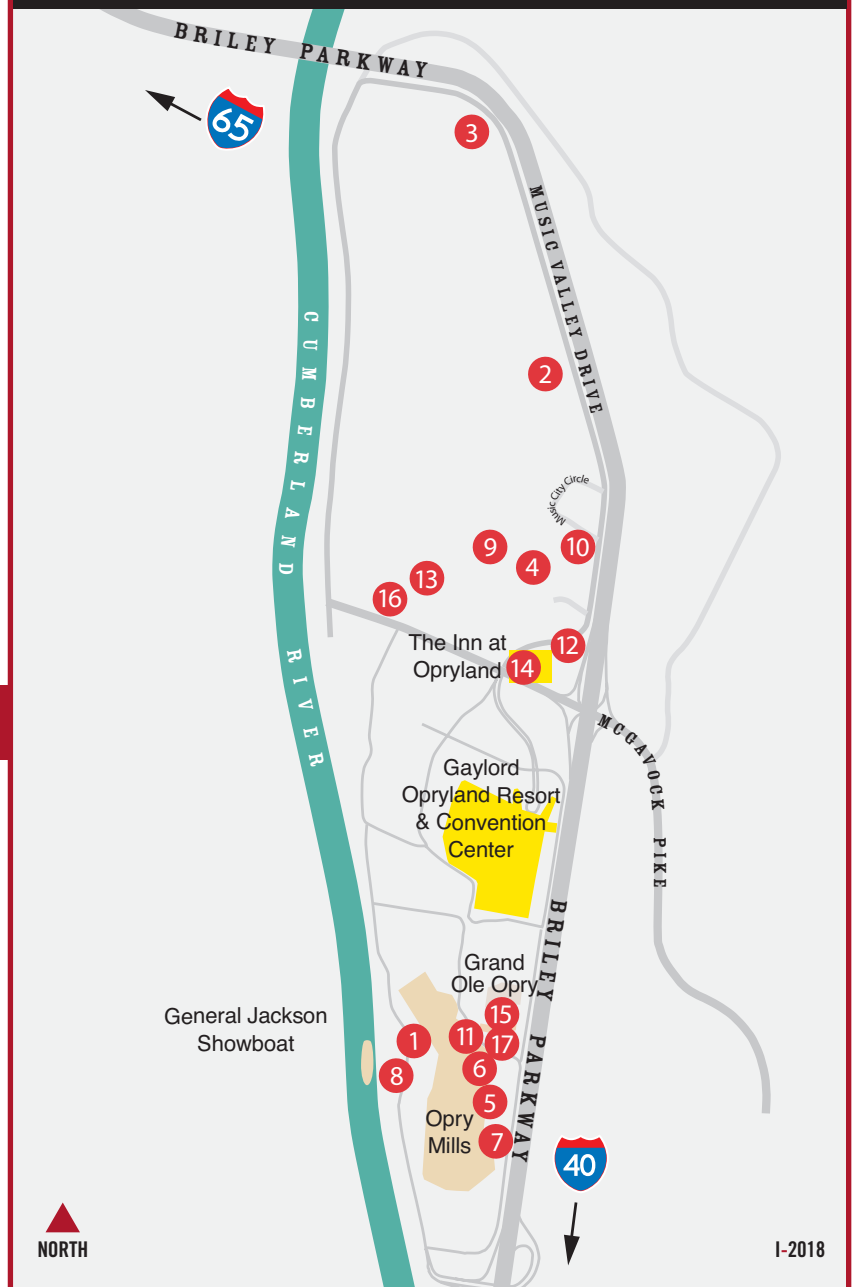 BRILEY PARKWAY
65
3
MUSIC VALLEY DRIVE
CUMBERLAND RIVER
2
Music City Circle
9
10
4
13
16
12
The Inn at
Opryland
14
MCGAVOCK PIKE
Gaylord
Opryland Resort
& Convention
Center
BRILEY PARKWAY
Grand
Ole Opry
15
General Jackson
Showboat
1
11
17
6
8
5
Opry
Mills
7
40
NORTH
I-2018